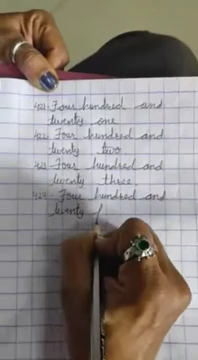 421- Four hundred and
twenty one
422- Four hundred and
twenty two
423- Four hundred and
twenty three.
424- Four hundred and
twenty f